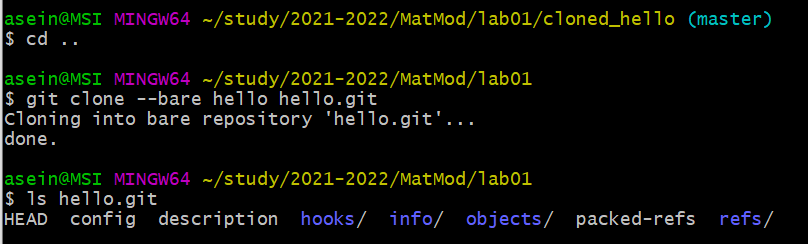 asein@MSI MINGW64 ~/study/2021-2022/MatMod/lab01/cloned_hello (master)
$ cd ..
asein@MSI MINGW64 ~/study/2021-2022/MatMod/lab01
$ git clone --bare hello hello.git
Cloning into bare repository 'hello.git'...
done.
asein@MSI MINGW64 ~/study/2021-2022/MatMod/lab01
$ ls hello.git
HEAD  config  description  hooks/  info/  objects/  packed-refs  refs/